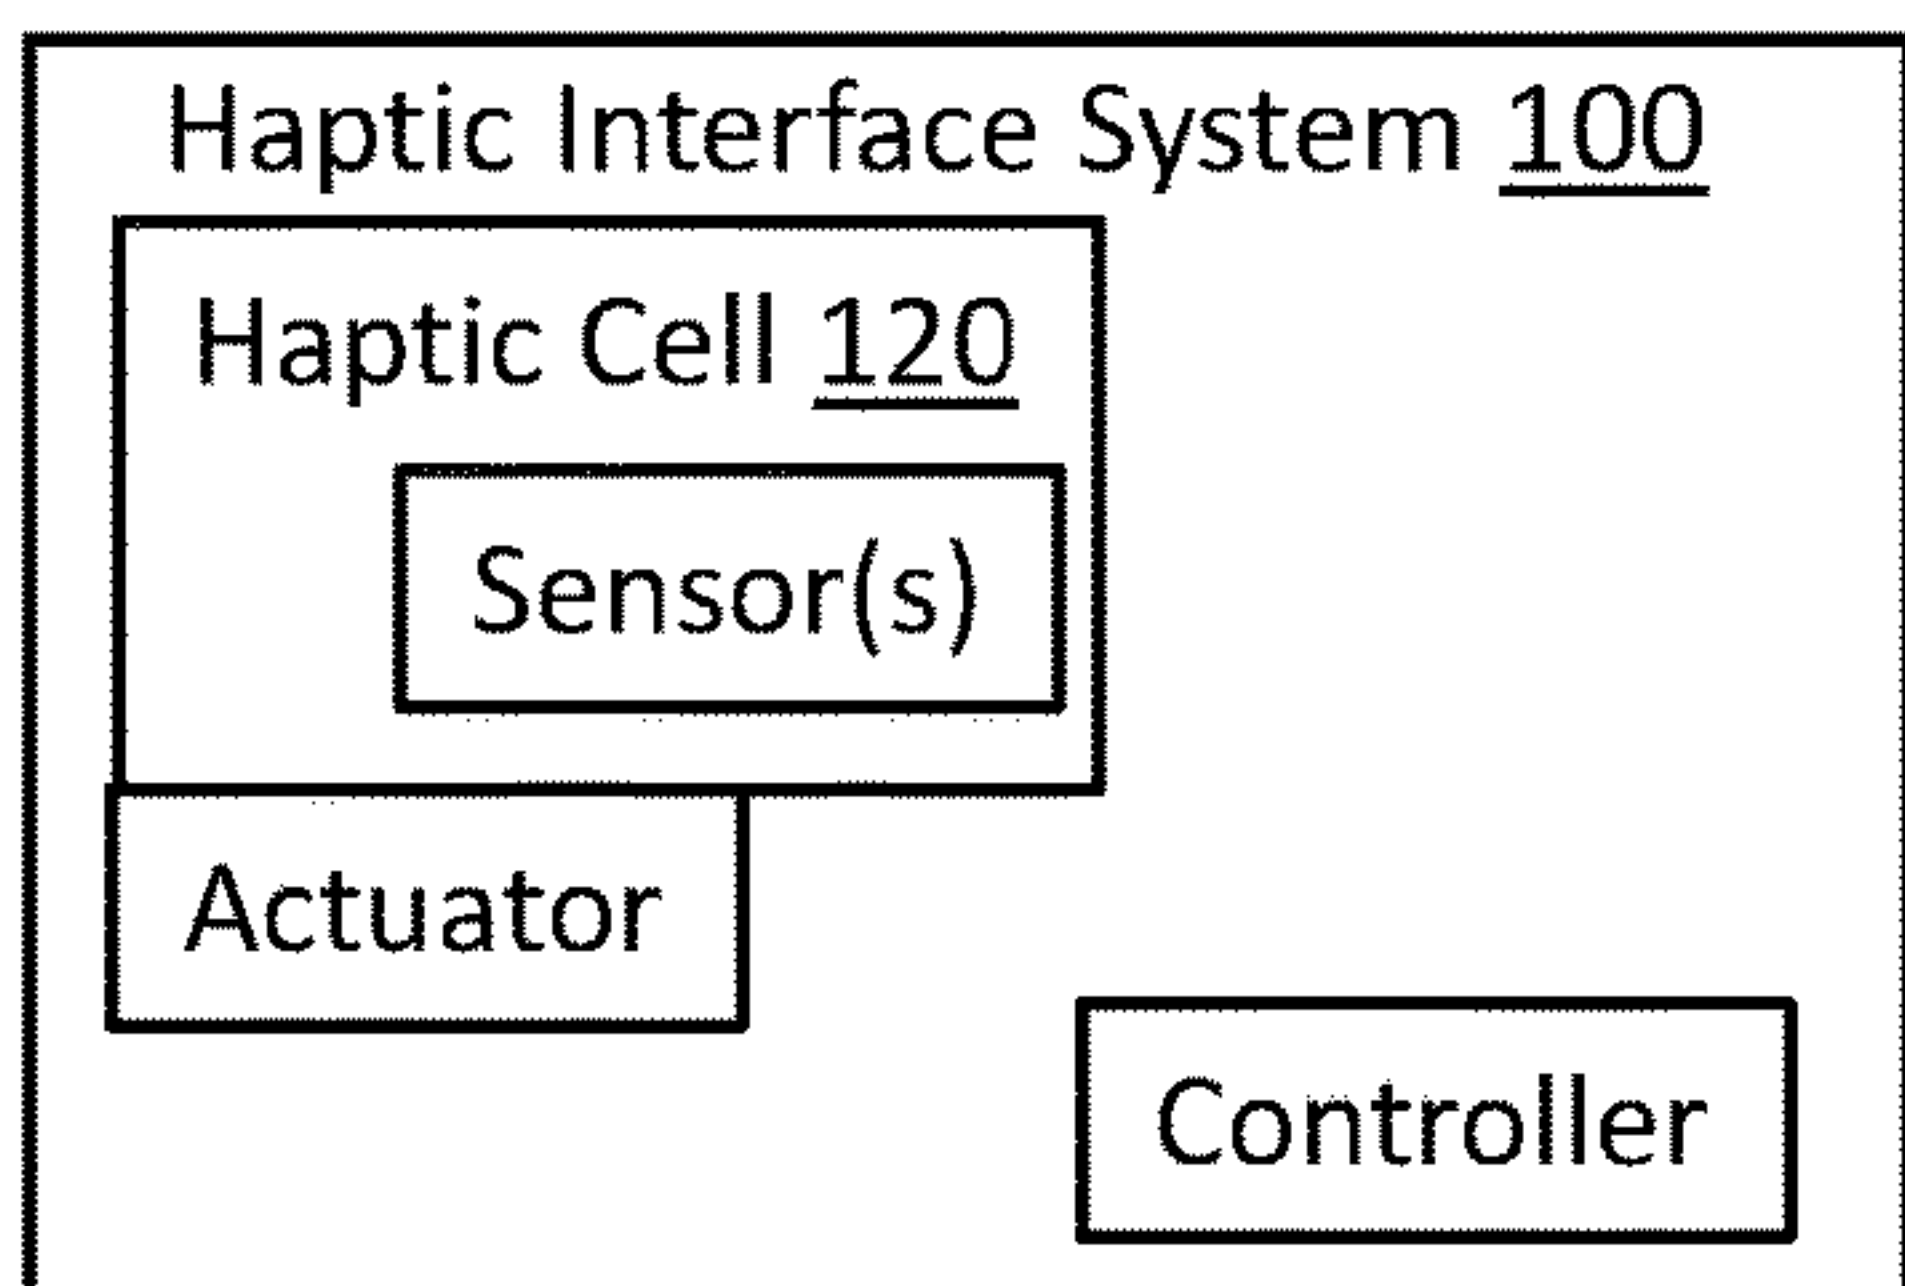 Haptic Interface System 100
Haptic Cell 120
Sensor(s)
Actuator
Controller